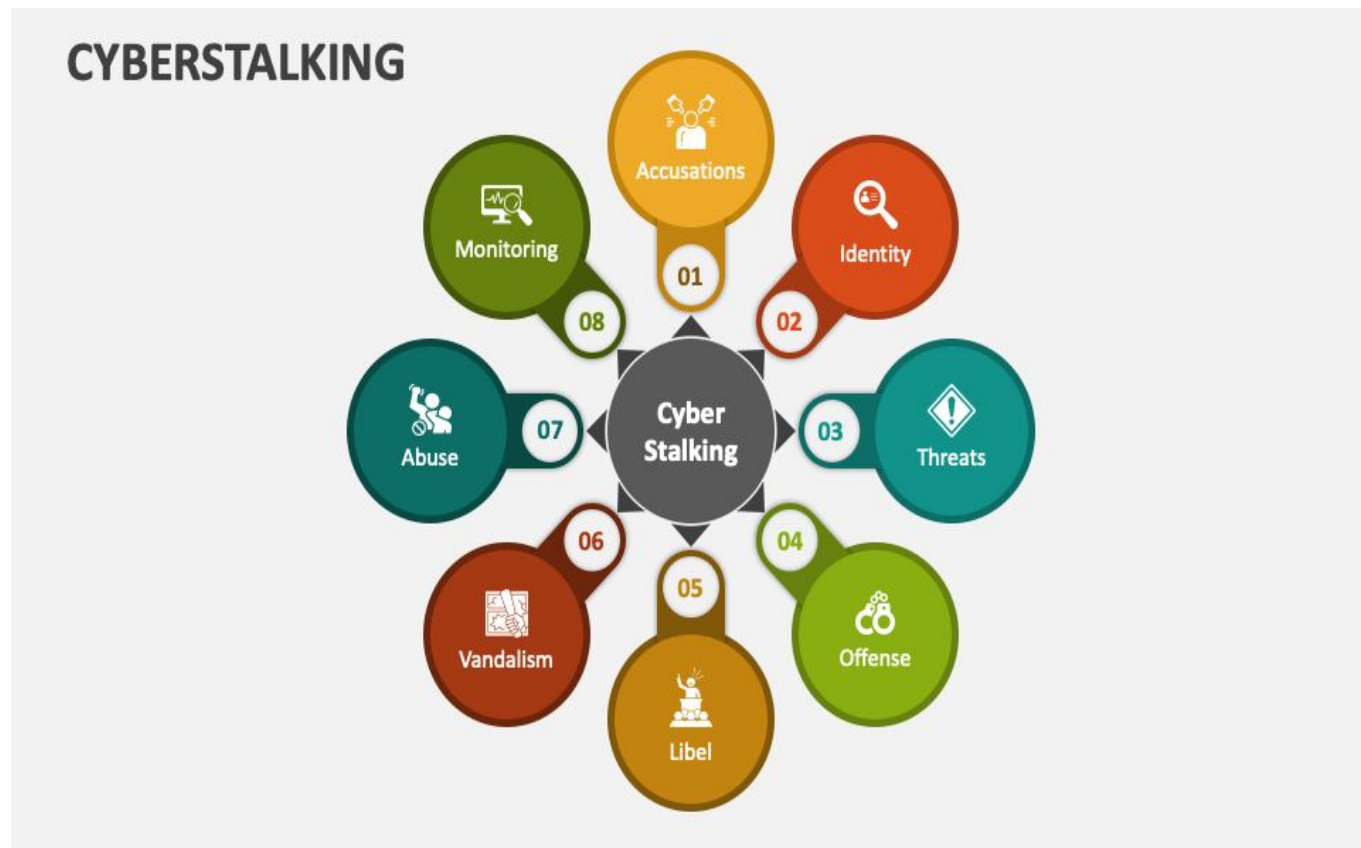 CYBERSTALKING
Accusations
01
Identity
02
Threats
03
Offense
04
Libel
05
Vandalism
06
Abuse
07
Monitoring
08
Cyber
Stalking